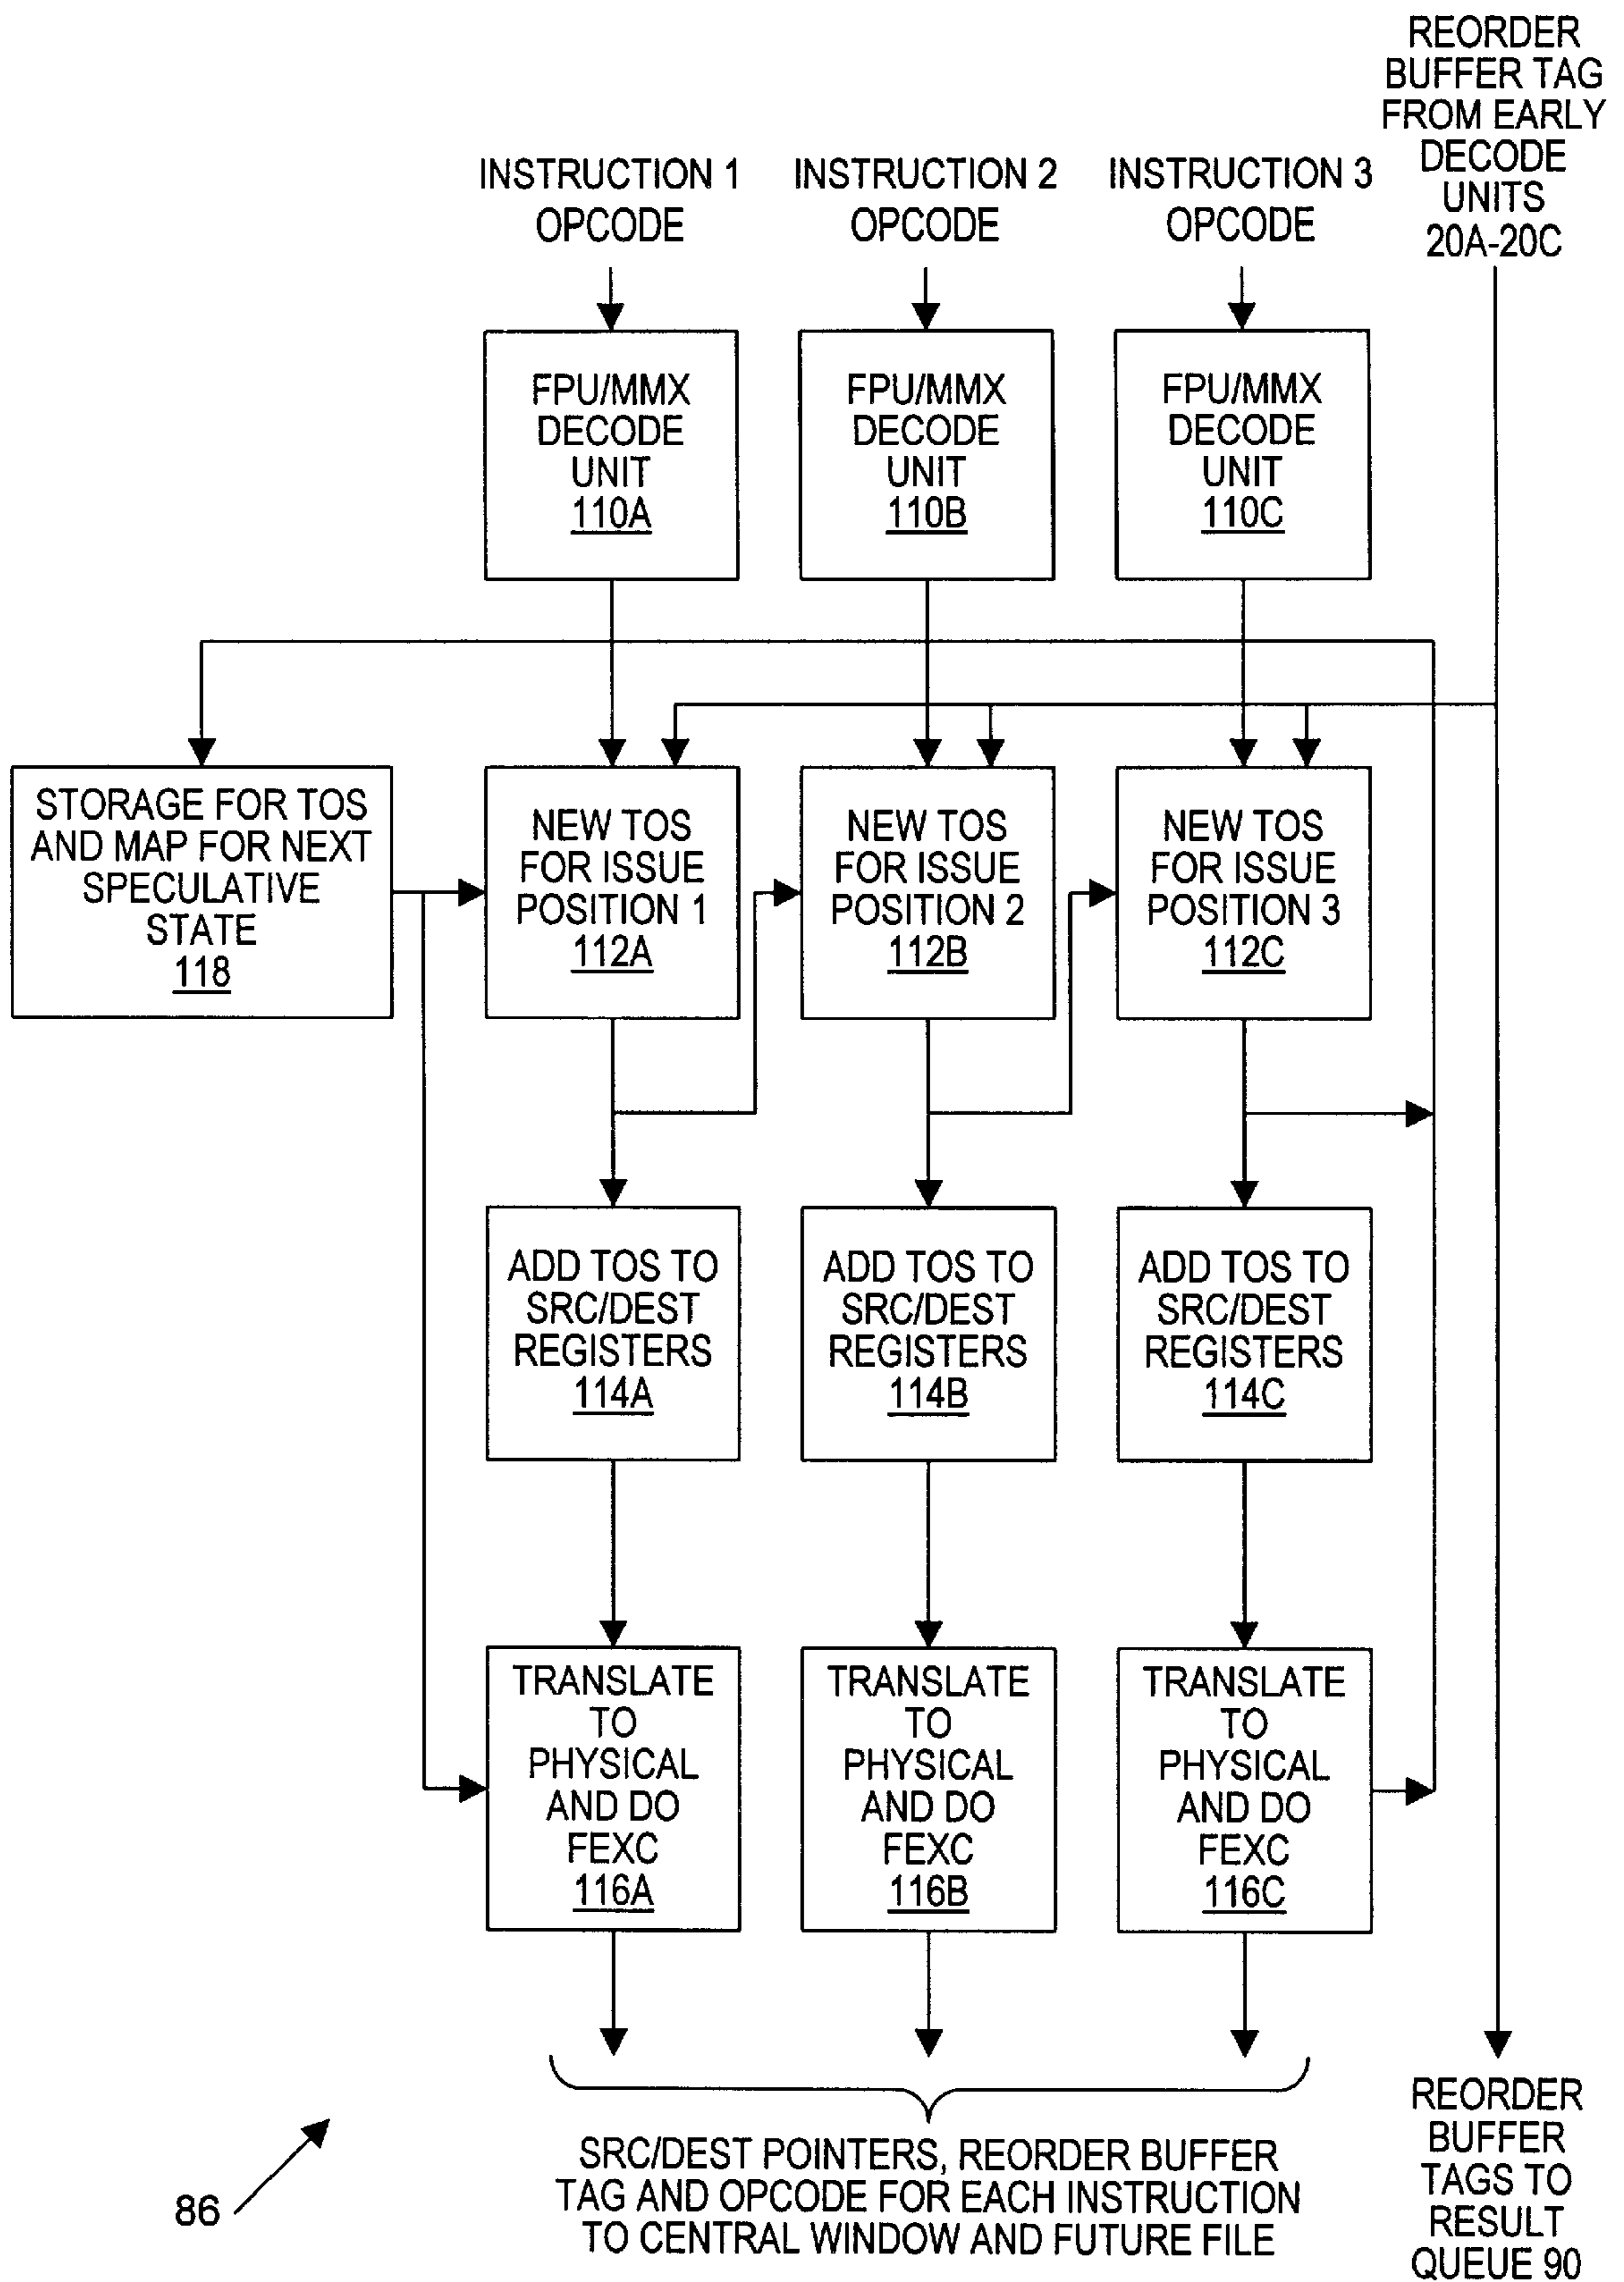 REORDER
BUFFER TAG
FROM EARLY
DECODE
UNITS
20A-20C
INSTRUCTION 1
OPCODE
INSTRUCTION 2
OPCODE
INSTRUCTION 3
OPCODE
FPU/MMX
DECODE
UNIT
110A
FPU/MMX
DECODE
UNIT
110B
FPU/MMX
DECODE
UNIT
110C
STORAGE FOR TOS
AND MAP FOR NEXT
SPECULATIVE
STATE
118
NEW TOS
FOR ISSUE
POSITION 1
112A
NEW TOS
FOR ISSUE
POSITION 2
112B
NEW TOS
FOR ISSUE
POSITION 3
112C
ADD TOS TO
SRC/DEST
REGISTERS
114A
ADD TOS TO
SRC/DEST
REGISTERS
114B
ADD TOS TO
SRC/DEST
REGISTERS
114C
TRANSLATE
TO
PHYSICAL
AND DO
FEXC
116A
TRANSLATE
TO
PHYSICAL
AND DO
FEXC
116B
TRANSLATE
TO
PHYSICAL
AND DO
FEXC
116C
86
SRC/DEST POINTERS, REORDER BUFFER
TAG AND OPCODE FOR EACH INSTRUCTION
TO CENTRAL WINDOW AND FUTURE FILE
REORDER
BUFFER
TAGS TO
RESULT
QUEUE 90